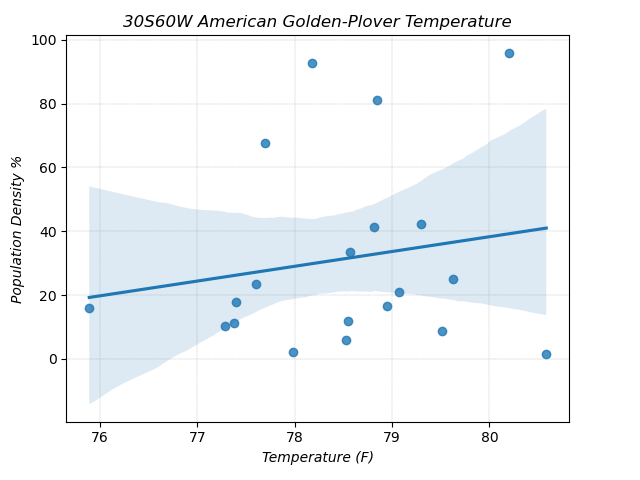 30S60W American Golden-Plover Temperature
100
80
60
40
20
0
Population Density %
76 77 78 79 80
Temperature (F)